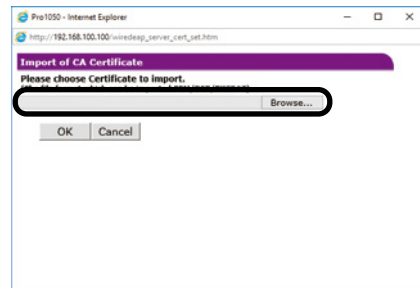 Pro1050 - Internet Explorer
http://192.168.100.100/wiredeap_server_cert_set.htm
Import of CA Certificate
Please choose Certificate to import.
Browse...
OK Cancel